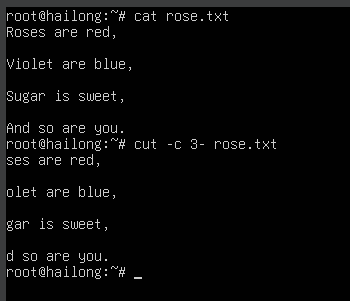 root@hailong:~# cat rose.txt
Roses are red,
Violet are blue,
Sugar is sweet,
And so are you.
root@hailong:~# cut -c 3- rose.txt
ses are red,
olet are blue,
gar is sweet,
d so are you.
root@hailong:~# _